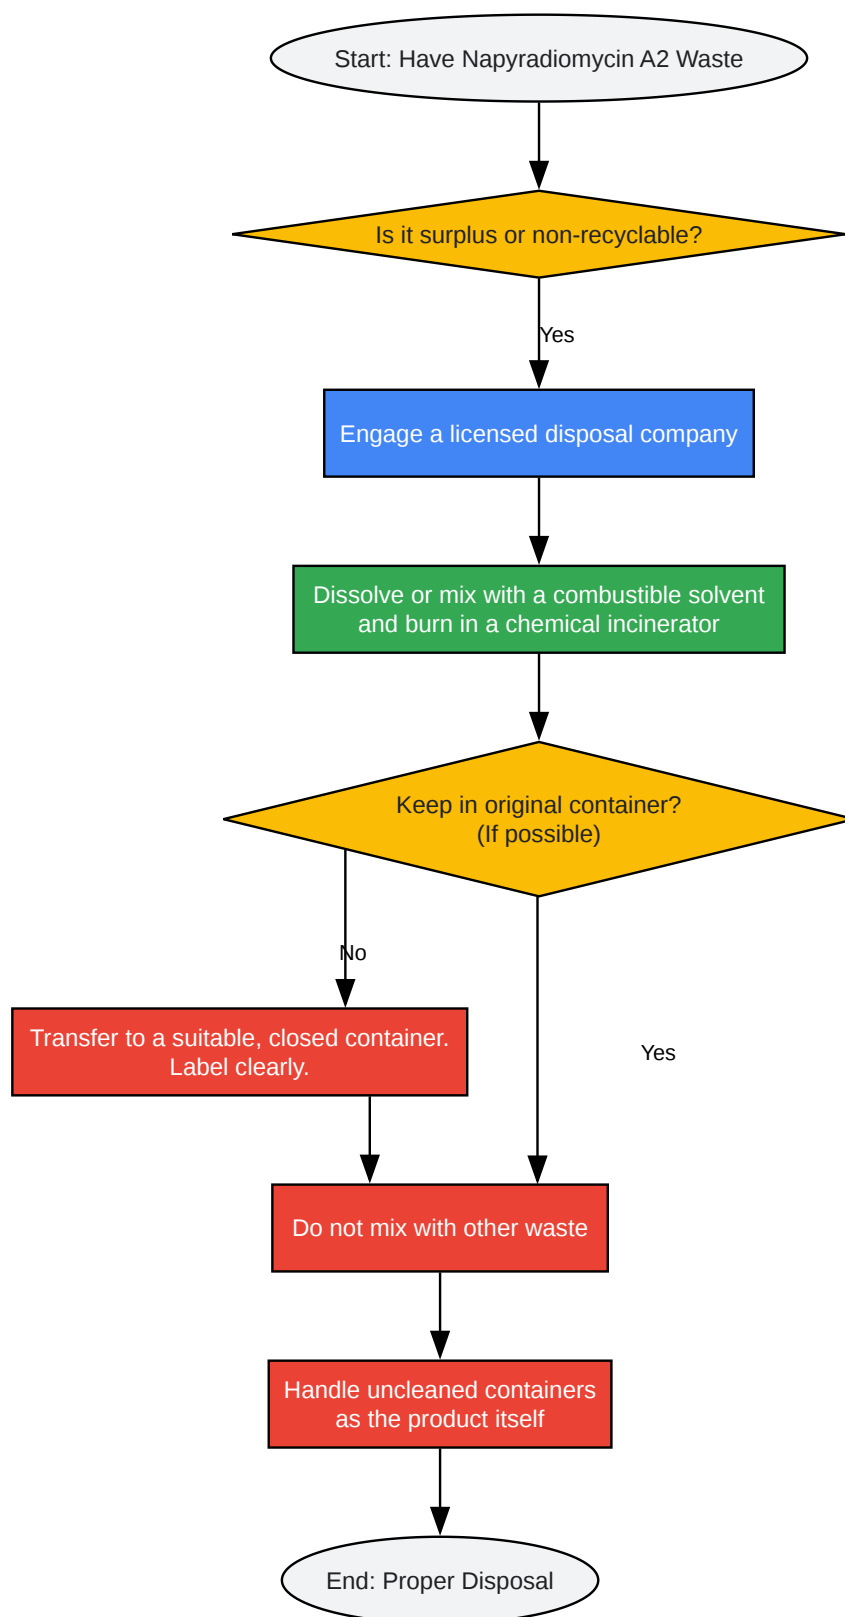 Start: Have Napyradiomycin A2 Waste
Is it surplus or non-recyclable?
Yes
Engage a licensed disposal company
Dissolve or mix with a combustible solvent
and burn in a chemical incinerator
Keep in original container?
(If possible)
No
Transfer to a suitable, closed container.
Label clearly.
Yes
Do not mix with other waste
Handle uncleaned containers
as the product itself
End: Proper Disposal